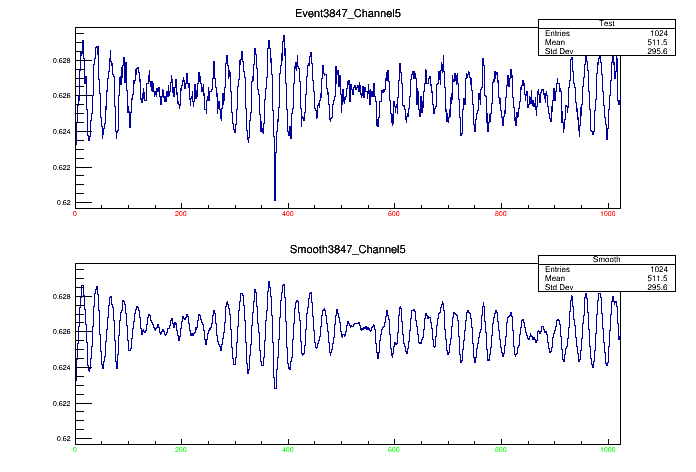 Event3847_Channel5
Test
Entries 1024
Mean 511.5
Std Dev 295.6
0.628
0.626
0.624
0.622
0.62
0 200 400 600 800 1000
Smooth3847_Channel5
Smooth
Entries 1024
Mean 511.5
Std Dev 295.6
0.628
0.626
0.624
0.622
0.62
0 200 400 600 800 1000